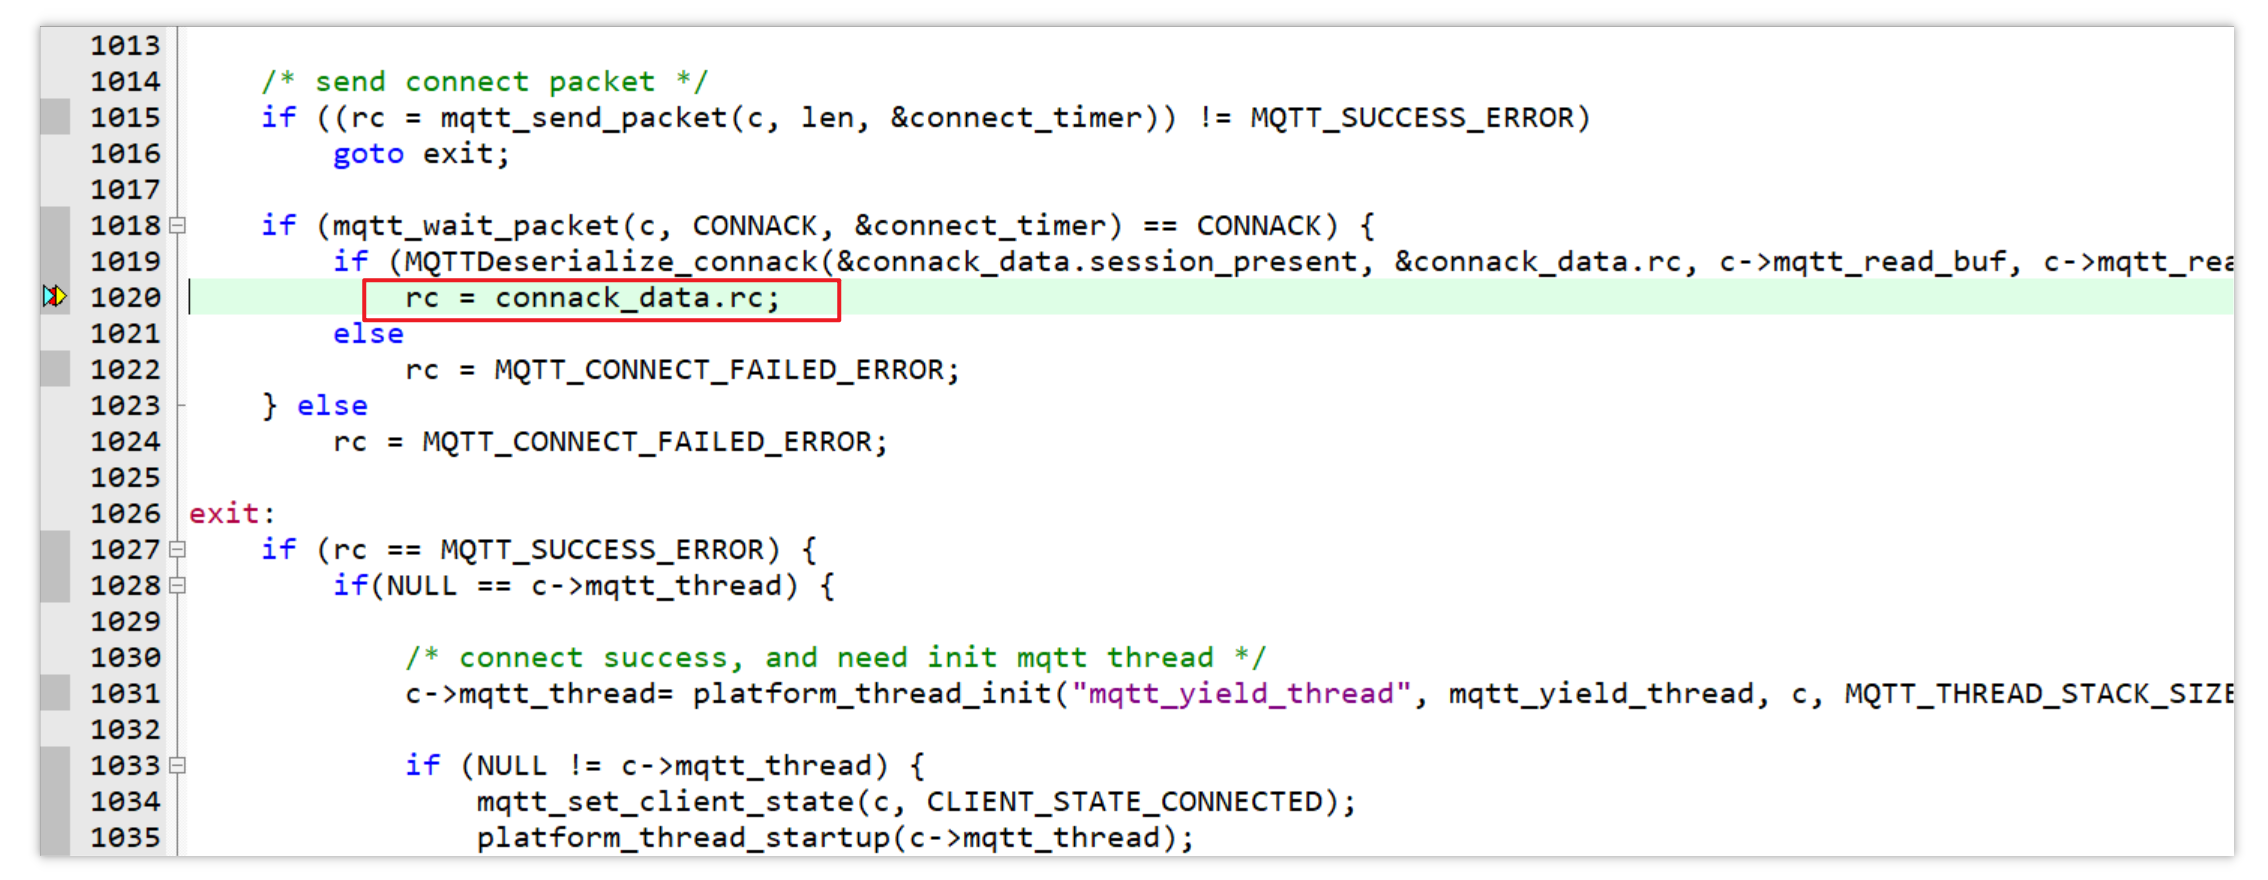 1013
1014 /* send connect packet */
1015 if ((rc = mqtt_send_packet(c, len, &connect_timer)) != MQTT_SUCCESS_ERROR)
1016 goto exit;
1017
1018 if (mqtt_wait_packet(c, CONNACK, &connect_timer) == CONNACK) {
1019 if (MQTTDeserialize_connack(&connack_data.session_present, &connack_data.rc, c->mqtt_read_buf, c->mqtt_rea
1020 rc = connack_data.rc;
1021 else
1022 rc = MQTT_CONNECT_FAILED_ERROR;
1023 } else
1024 rc = MQTT_CONNECT_FAILED_ERROR;
1025
1026 exit:
1027 if (rc == MQTT_SUCCESS_ERROR) {
1028 if(NULL == c->mqtt_thread) {
1029
1030 /* connect success, and need init mqtt thread */
1031 c->mqtt_thread= platform_thread_init("mqtt_yield_thread", mqtt_yield_thread, c, MQTT_THREAD_STACK_SIZE
1032
1033 if (NULL != c->mqtt_thread) {
1034 mqtt_set_client_state(c, CLIENT_STATE_CONNECTED);
1035 platform_thread_startup(c->mqtt_thread);